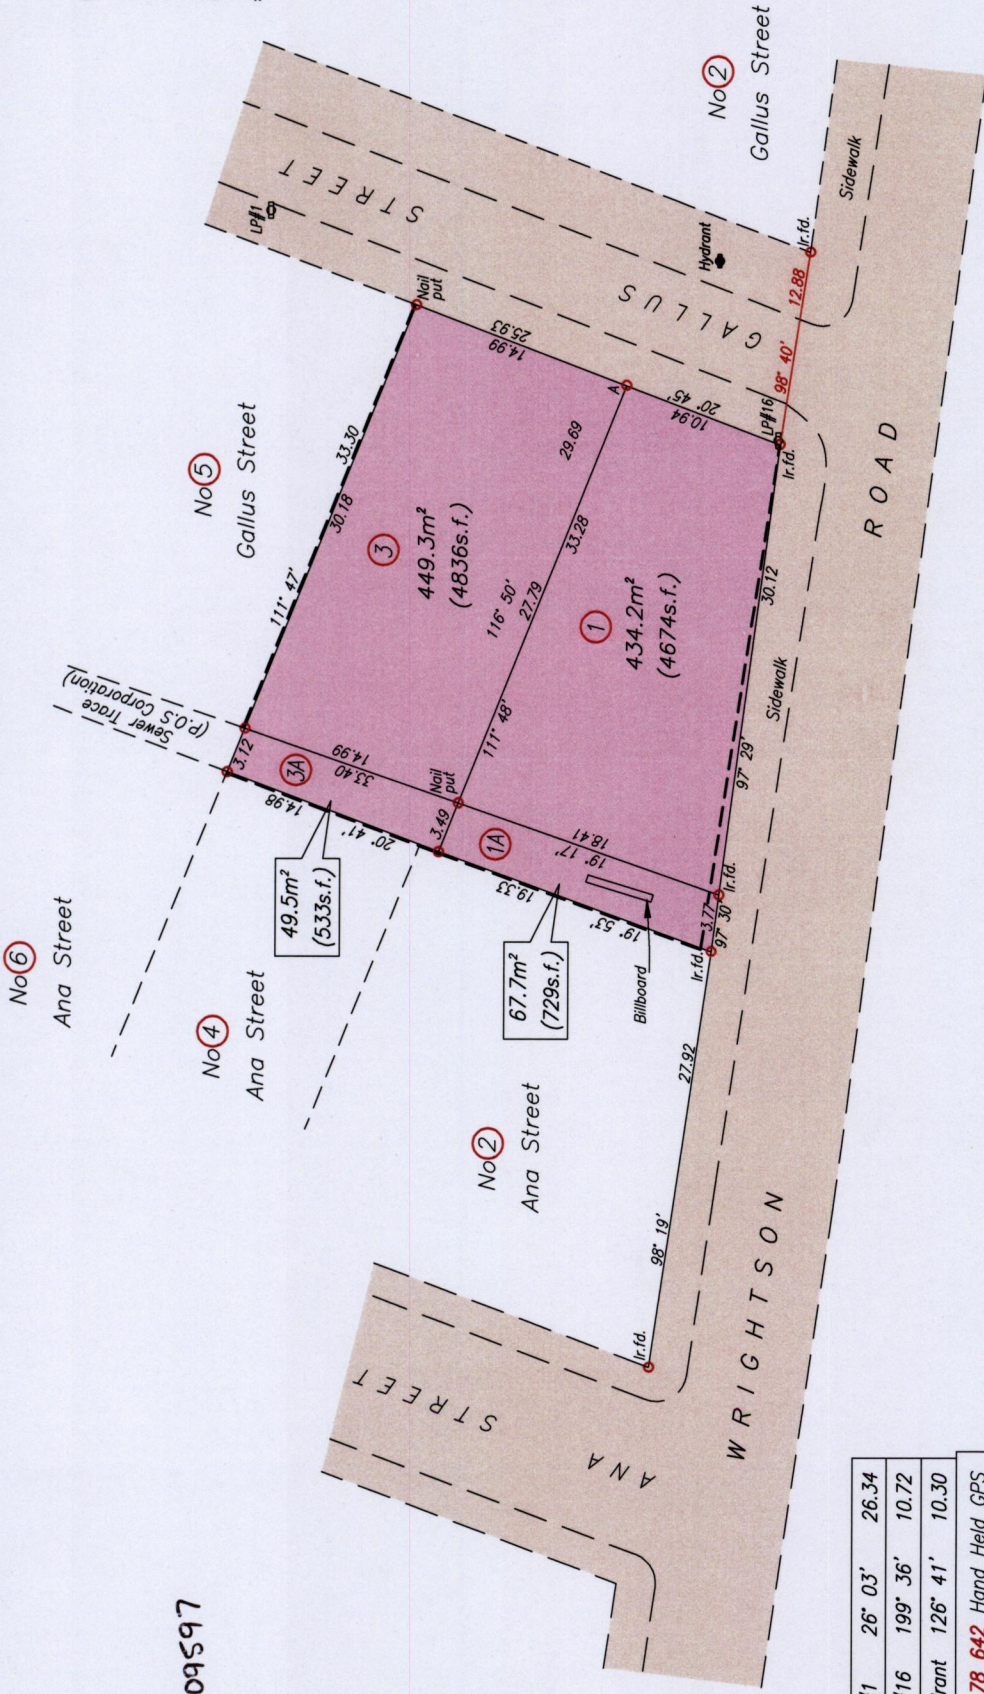 No 6
Ana Street
No 4
Ana Street
No 2
Ana Street
No 5
Gallus Street
No 2
Gallus Street
Sewer Trace
(P.O.S Corporation)
LP#1
STREET
GALLUS
Hydrant
LP#16
Nail
put
Ir.fd.
Ir.fd.
98° 40'
12.88
Sidewalk
111° 47'
30.18
33.30
3.12
25.93
14.99
A
20° 45'
10.94
3
449.3m²
(4836s.f.)
116° 50'
27.79
33.28
29.69
111° 48'
1
434.2m²
(4674s.f.)
3A
14.99
33.40
14.98
20° 41'
49.5m²
(533s.f.)
Nail
put
3.49
1A
18.41
19° 17'
19.33
19° 53'
67.7m²
(729s.f.)
Billboard
Ir.fd.
3.77
97° 30'
Ir.fd.
97° 29'
30.12
Sidewalk
27.92
98° 19'
Ir.fd.
STREET
ANA
WRIGHTSON
ROAD
09597
26° 03' 26.34
16 199° 36' 10.72
rant 126° 41' 10.30
78 642 Hand Held GPS